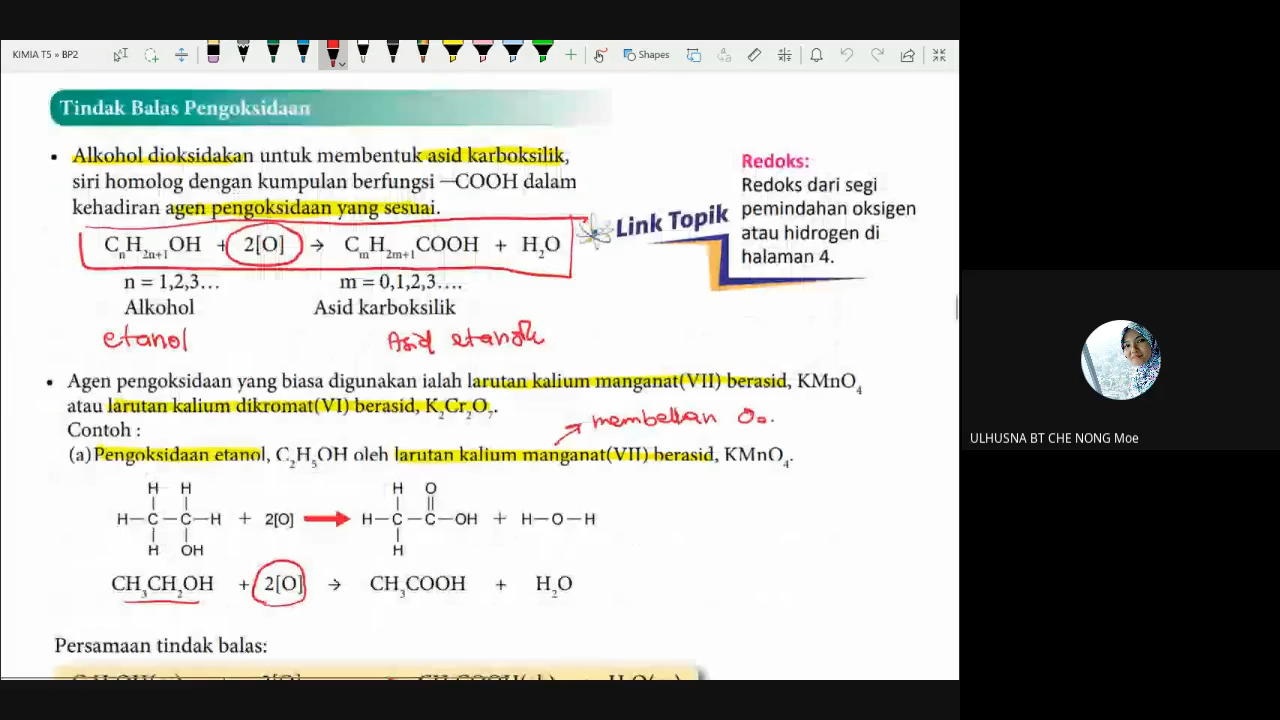 KIMIA T5 » BP2
Shapes
Tindak Balas Pengoksidaan
• Alkohol dioksidakan untuk membentuk asid karboksilik,
siri homolog dengan kumpulan berfungsi —COOH dalam
kehadiran agen pengoksidaan yang sesuai.
CₙH₂ₙ₊₁OH + 2[O] → CₘH₂ₘ₊₁COOH + H₂O
n = 1,2,3… m = 0,1,2,3….
Alkohol Asid karboksilik
etanol Asid etanoik
Link Topik
Redoks:
Redoks dari segi
pemindahan oksigen
atau hidrogen di
halaman 4.
• Agen pengoksidaan yang biasa digunakan ialah larutan kalium manganat(VII) berasid, KMnO₄
atau larutan kalium dikromat(VI) berasid, K₂Cr₂O₇.
Contoh :
membekan O₂.
(a) Pengoksidaan etanol, C₂H₅OH oleh larutan kalium manganat(VII) berasid, KMnO₄.
H H H O
H—C—C—H + 2[O] H—C—C—OH + H—O—H
H OH H
CH₃CH₂OH + 2[O] → CH₃COOH + H₂O
Persamaan tindak balas:
ULHUSNA BT CHE NONG Moe